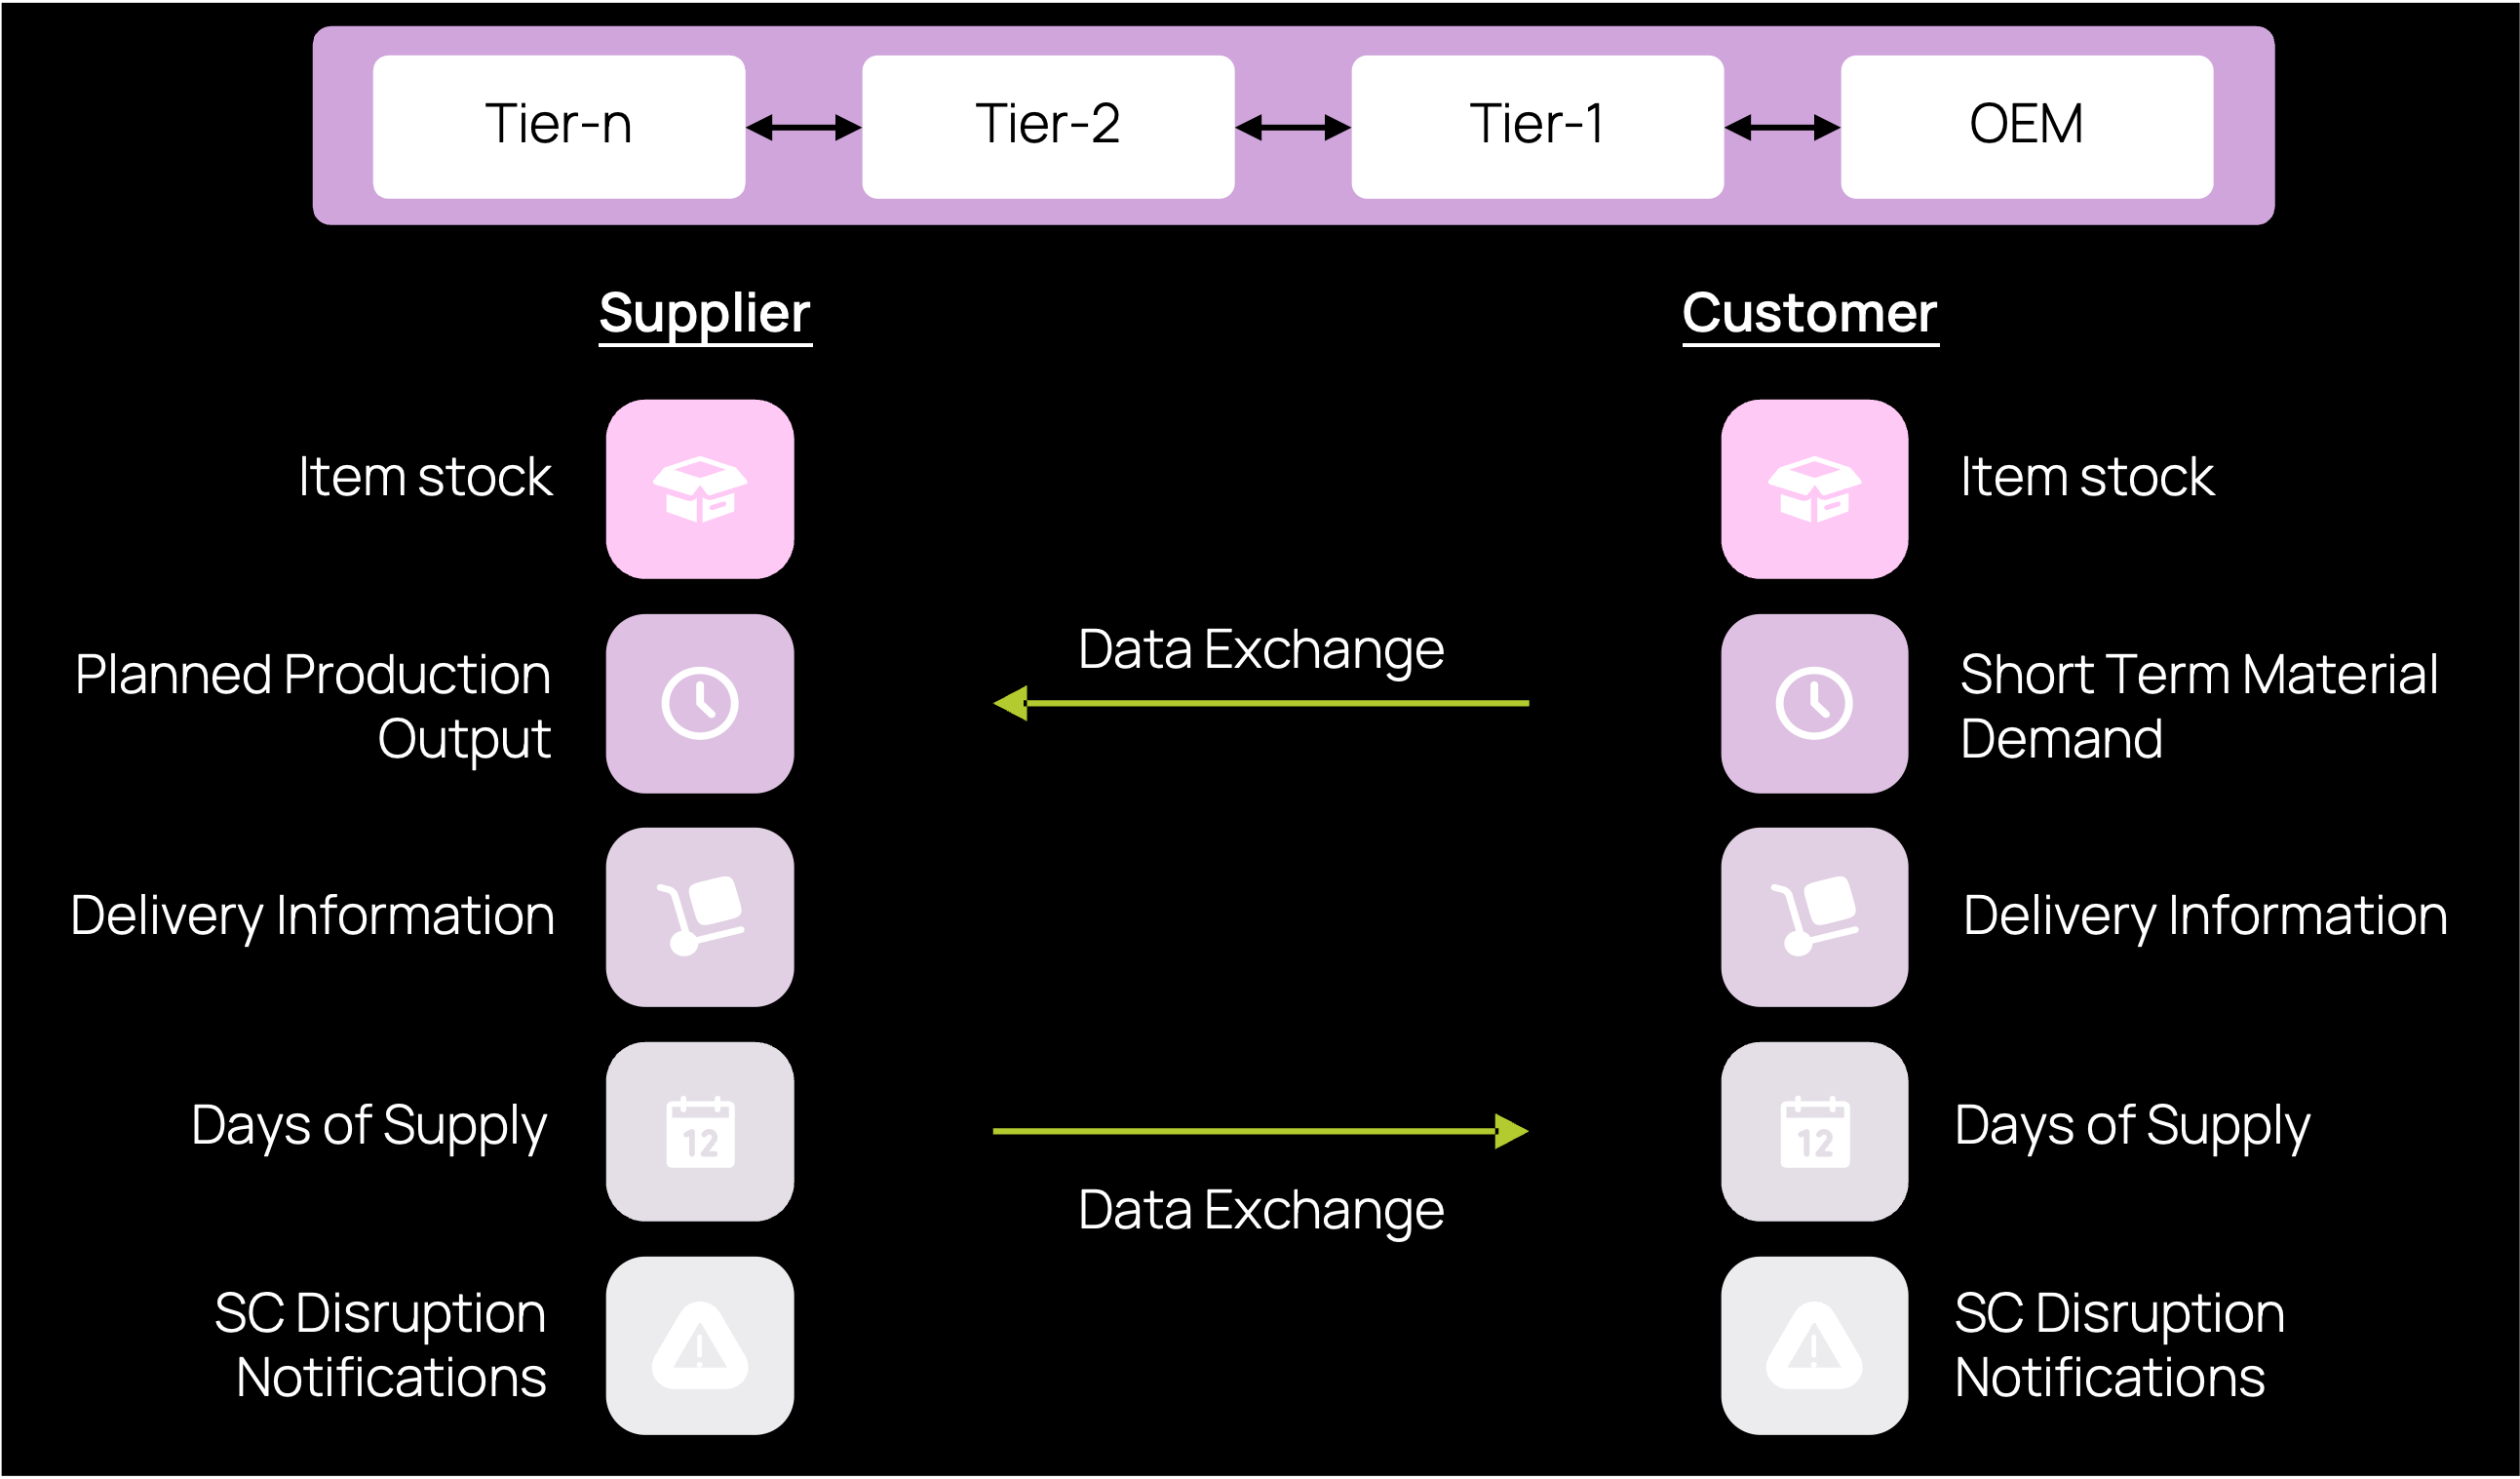 Tier-n
Tier-2
Tier-1
OEM
Supplier
Customer
Item stock
Item stock
Planned Production
Output
Data Exchange
Short Term Material
Demand
Delivery Information
Delivery Information
Days of Supply
12
Data Exchange
12
Days of Supply
SC Disruption
Notifications
SC Disruption
Notifications